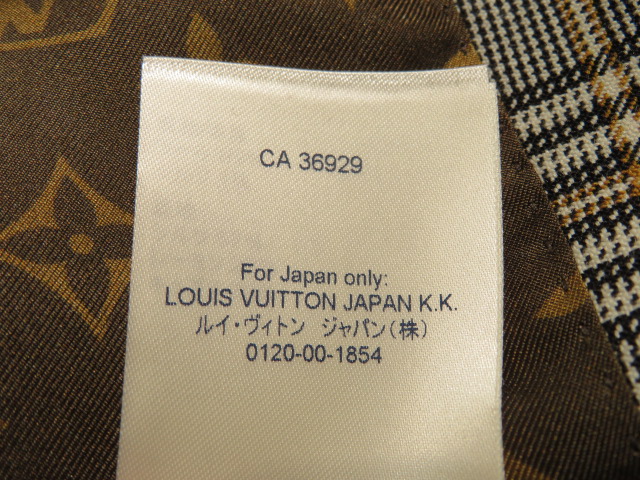 CA 36929
For Japan only:
LOUIS VUITTON JAPAN K.K.
ルイ・ヴィトン ジャパン(株)
0120-00-1854